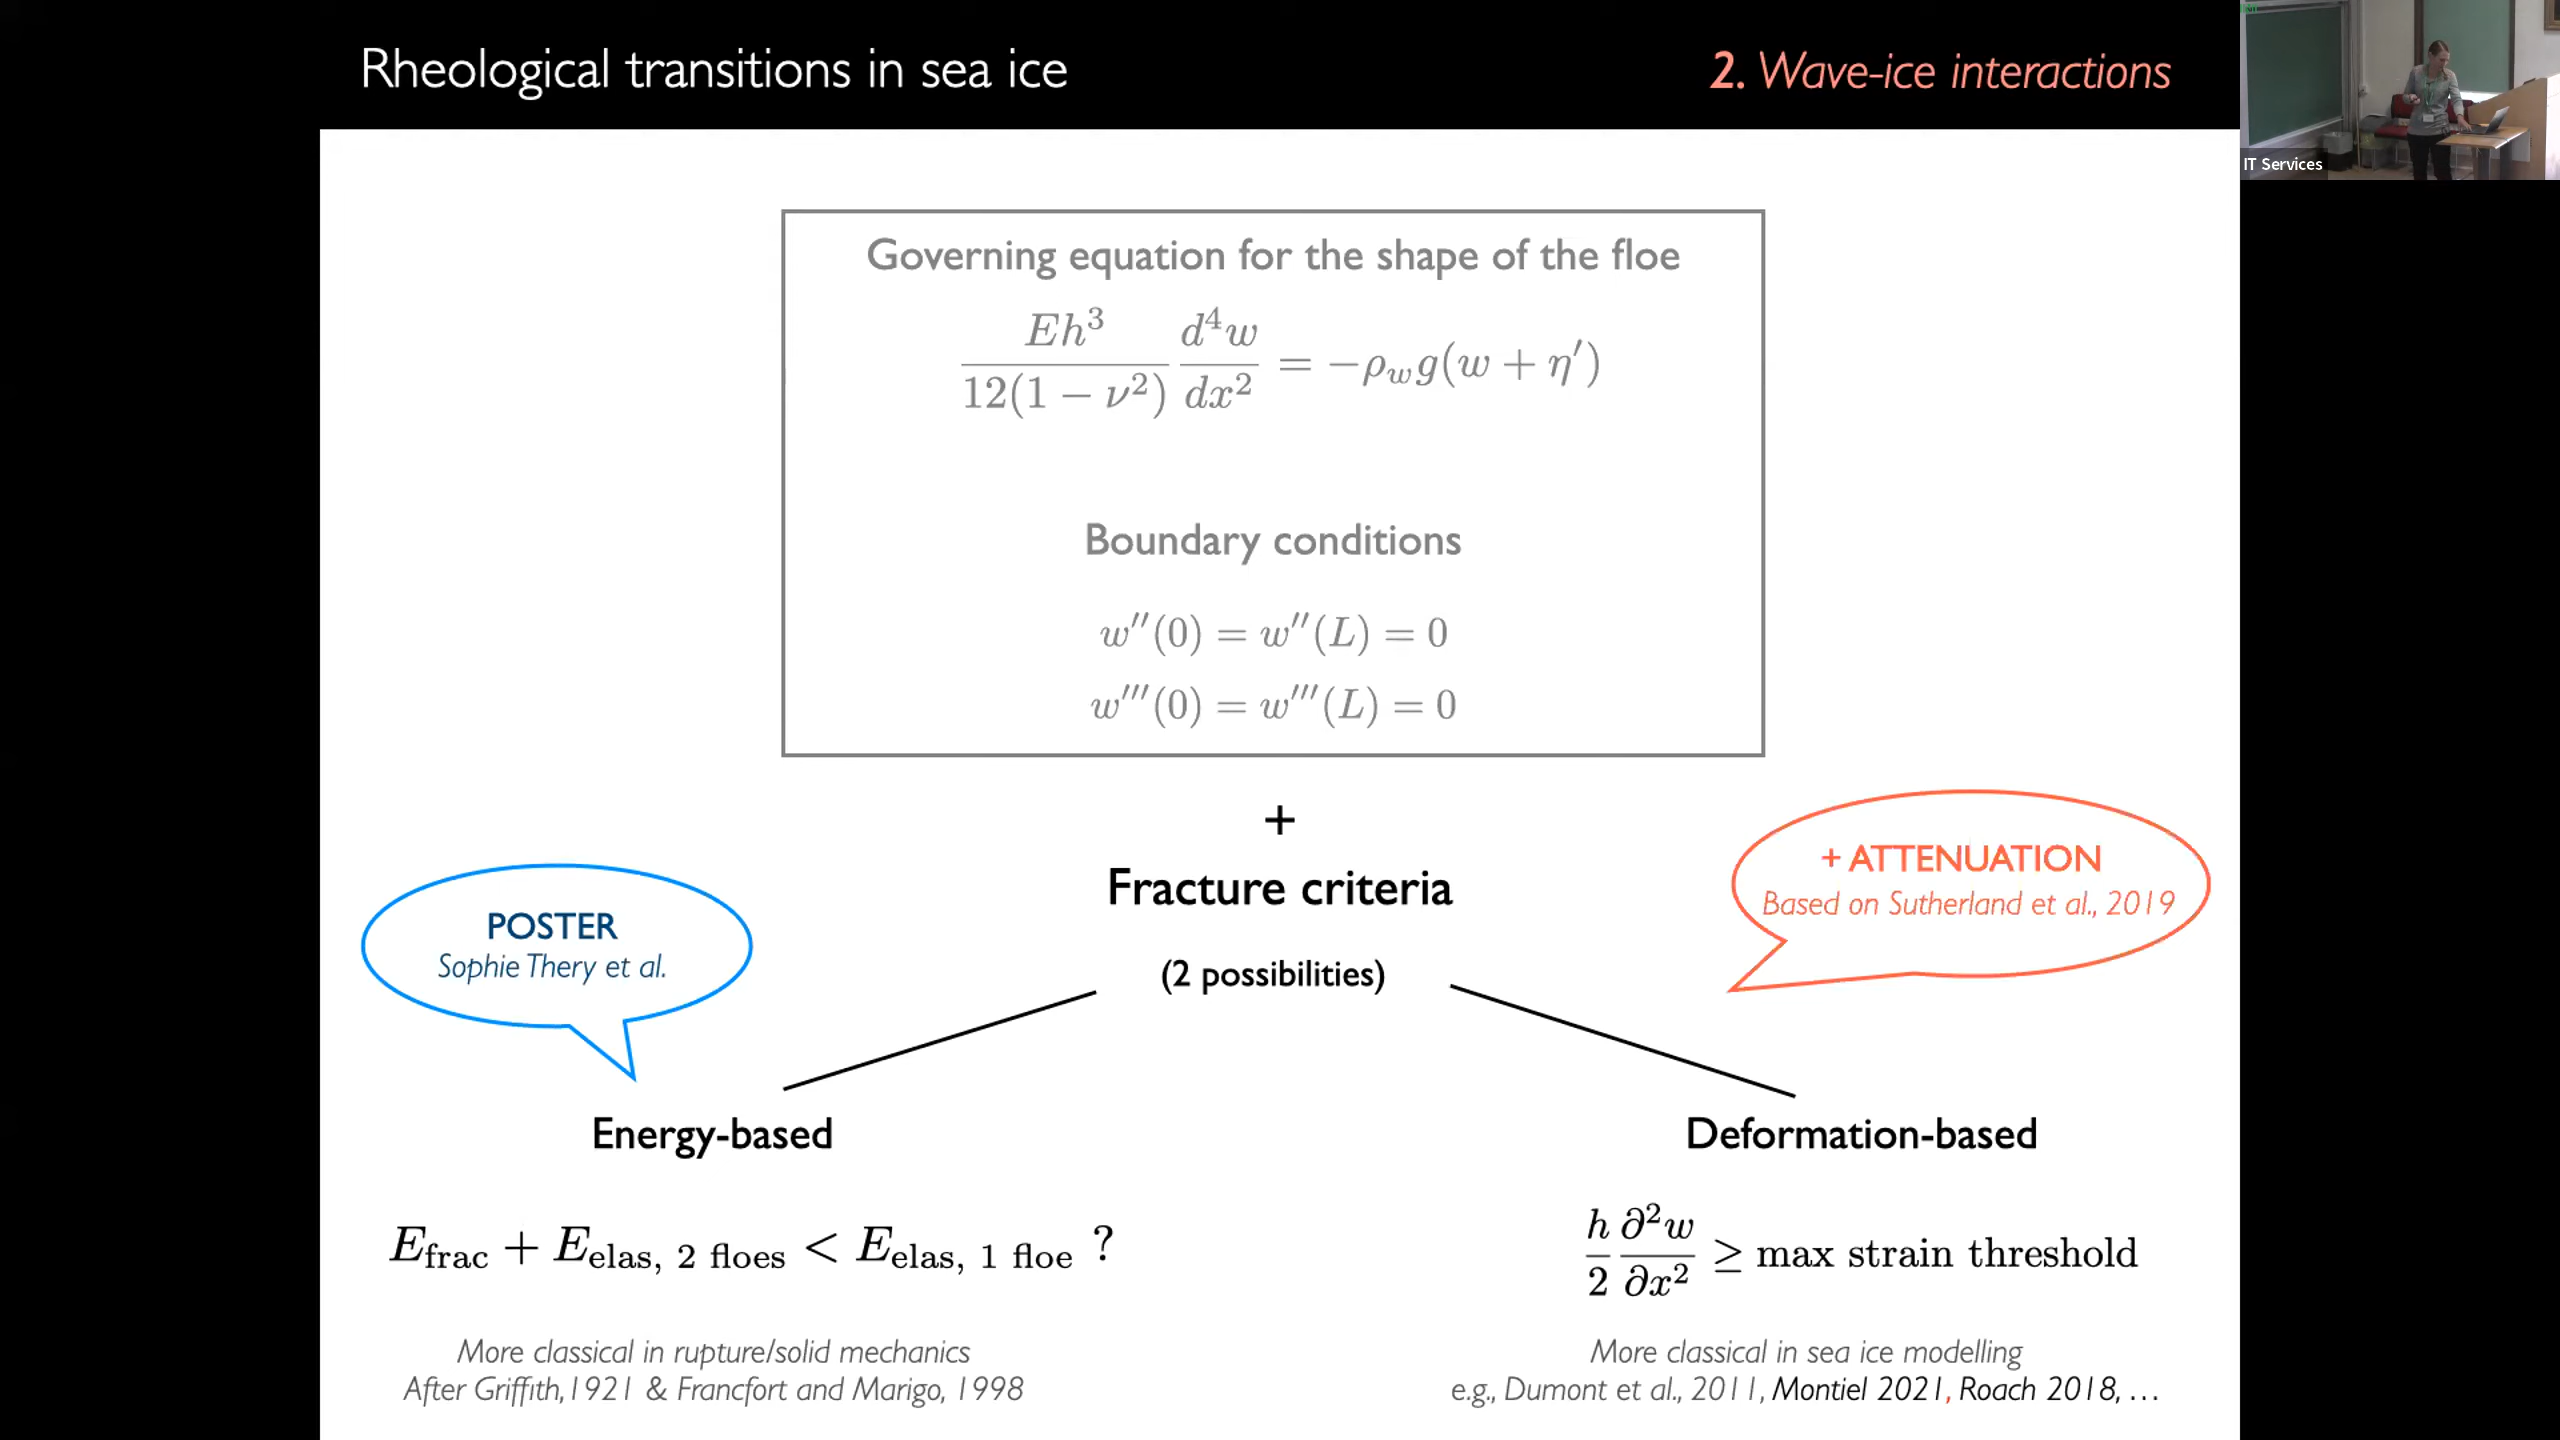 Rheological transitions in sea ice
2. Wave-ice interactions
IT Services
Governing equation for the shape of the floe
Eh³/12(1 − ν²) d⁴w/dx² = −ρ_w g(w + η′)
Boundary conditions
w″(0) = w″(L) = 0
w‴(0) = w‴(L) = 0
+
Fracture criteria
(2 possibilities)
+ ATTENUATION
Based on Sutherland et al., 2019
POSTER
Sophie Thery et al.
Energy-based
E_frac + E_elas, 2 floes < E_elas, 1 floe ?
More classical in rupture/solid mechanics
After Griffith, 1921 & Francfort and Marigo, 1998
Deformation-based
h/2 ∂²w/∂x² ≥ max strain threshold
More classical in sea ice modelling
e.g., Dumont et al., 2011, Montiel 2021, Roach 2018, …